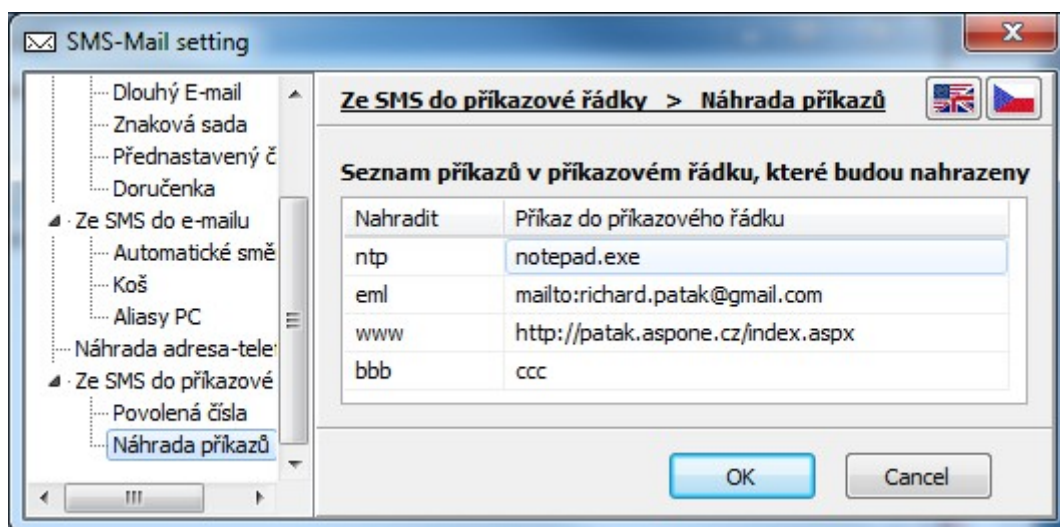 SMS-Mail setting
Dlouhý E-mail
Znaková sada
Přednastavený č
Doručenka
Ze SMS do e-mailu
Automatické smě
Koš
Aliasy PC
Náhrada adresa-tele
Ze SMS do příkazové
Povolená čísla
Náhrada příkazů
Ze SMS do příkazové řádky > Náhrada příkazů
Seznam příkazů v příkazovém řádku, které budou nahrazeny
Nahradit Příkaz do příkazového řádku
ntp notepad.exe
eml mailto:richard.patak@gmail.com
www http://patak.aspone.cz/index.aspx
bbb ccc
OK Cancel